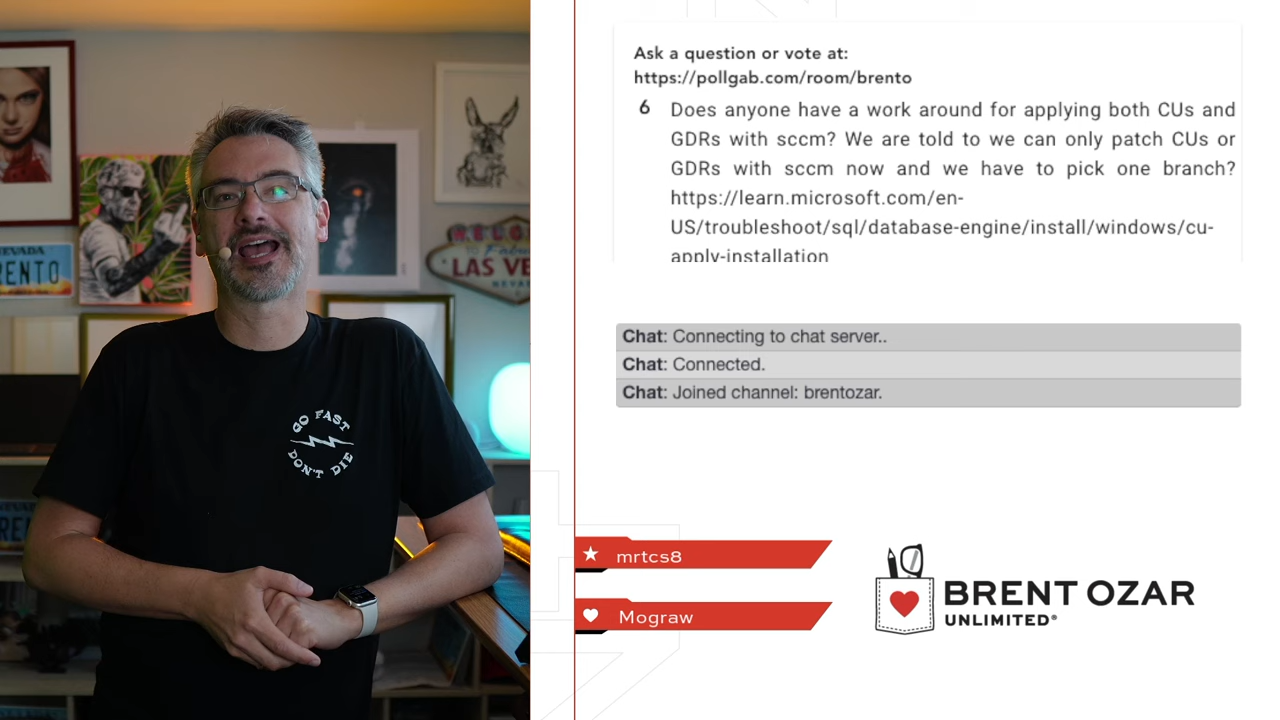 Ask a question or vote at:
https://pollgab.com/room/brento
6 Does anyone have a work around for applying both CUs and
GDRs with sccm? We are told to we can only patch CUs or
GDRs with sccm now and we have to pick one branch?
https://learn.microsoft.com/en-
US/troubleshoot/sql/database-engine/install/windows/cu-
apply-installation
Chat: Connecting to chat server..
Chat: Connected.
Chat: Joined channel: brentozar.
mrtcs8
Mograw
BRENT OZAR
UNLIMITED®
GO FAST
DON'T DIE
NEVADA
RENTO
LAS VE